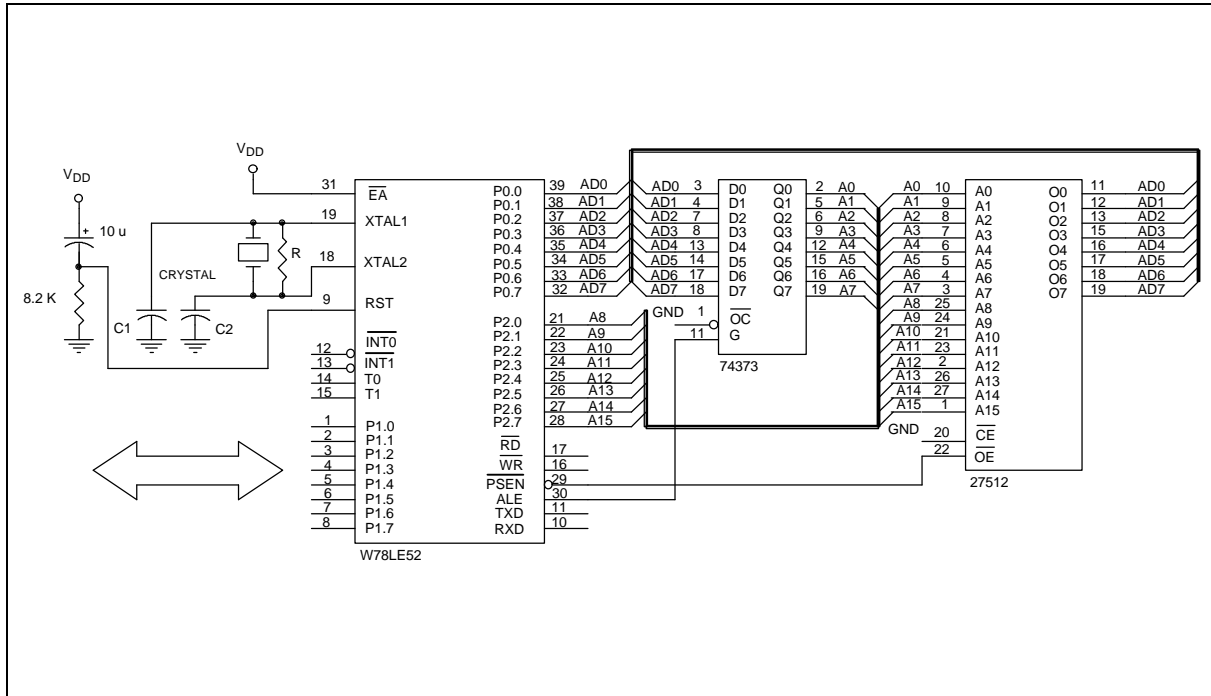 VDD
VDD
10 u
8.2 K
CRYSTAL
R
C1
C2
31 EA
19 XTAL1
18 XTAL2
9 RST
12 INT0
13 INT1
14 T0
15 T1
1 P1.0
2 P1.1
3 P1.2
4 P1.3
5 P1.4
6 P1.5
7 P1.6
8 P1.7
P0.0 39 AD0
P0.1 38 AD1
P0.2 37 AD2
P0.3 36 AD3
P0.4 35 AD4
P0.5 34 AD5
P0.6 33 AD6
P0.7 32 AD7
P2.0 21 A8
P2.1 22 A9
P2.2 23 A10
P2.3 24 A11
P2.4 25 A12
P2.5 26 A13
P2.6 27 A14
P2.7 28 A15
RD 17
WR 16
PSEN 29
ALE 30
TXD 11
RXD 10
W78LE52
AD0 3 D0 Q0 2 A0
AD1 4 D1 Q1 5 A1
AD2 7 D2 Q2 6 A2
AD3 8 D3 Q3 9 A3
AD4 13 D4 Q4 12 A4
AD5 14 D5 Q5 15 A5
AD6 17 D6 Q6 16 A6
AD7 18 D7 Q7 19 A7
GND 1 OC
11 G
74373
A0 10 A0 O0 11 AD0
A1 9 A1 O1 12 AD1
A2 8 A2 O2 13 AD2
A3 7 A3 O3 15 AD3
A4 6 A4 O4 16 AD4
A5 5 A5 O5 17 AD5
A6 4 A6 O6 18 AD6
A7 3 A7 O7 19 AD7
A8 25 A8
A9 24 A9
A10 21 A10
A11 23 A11
A12 2 A12
A13 26 A13
A14 27 A14
A15 1 A15
GND 20 CE
22 OE
27512